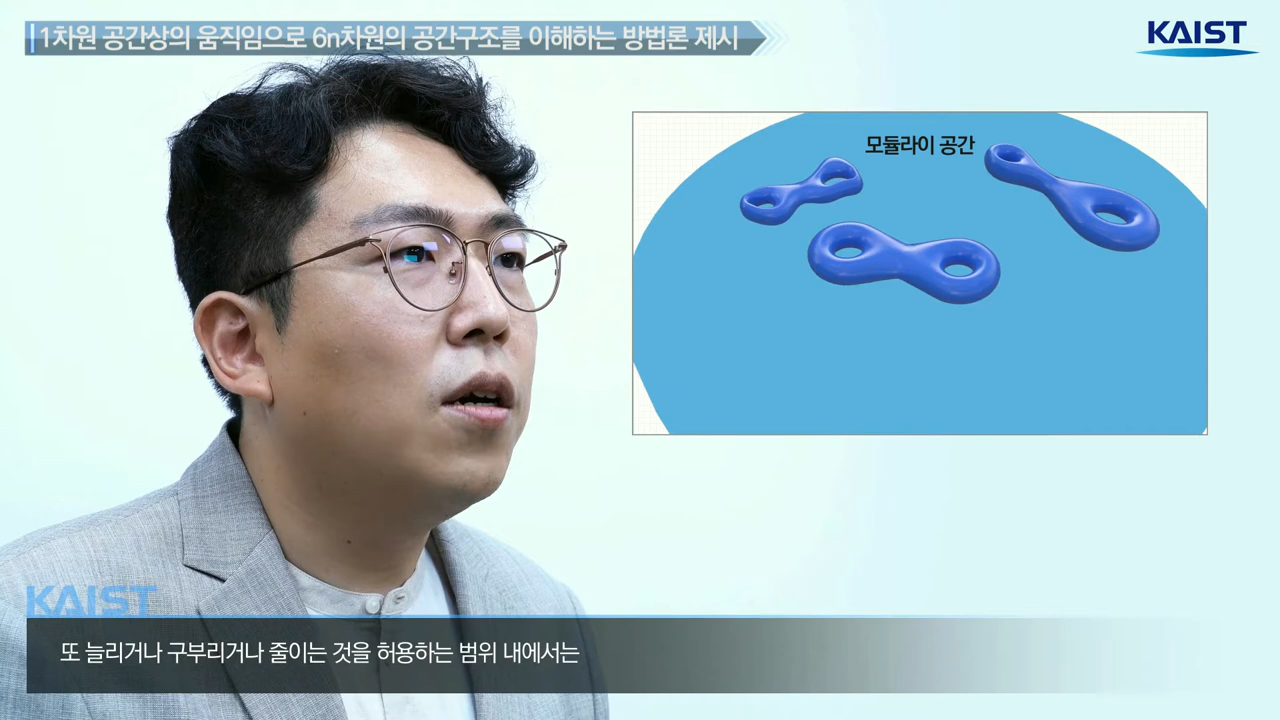 1차원 공간상의 움직임으로 6n차원의 공간구조를 이해하는 방법론 제시
KAIST
모듈라이 공간
KAIST
또 늘리거나 구부리거나 줄이는 것을 허용하는 범위 내에서는